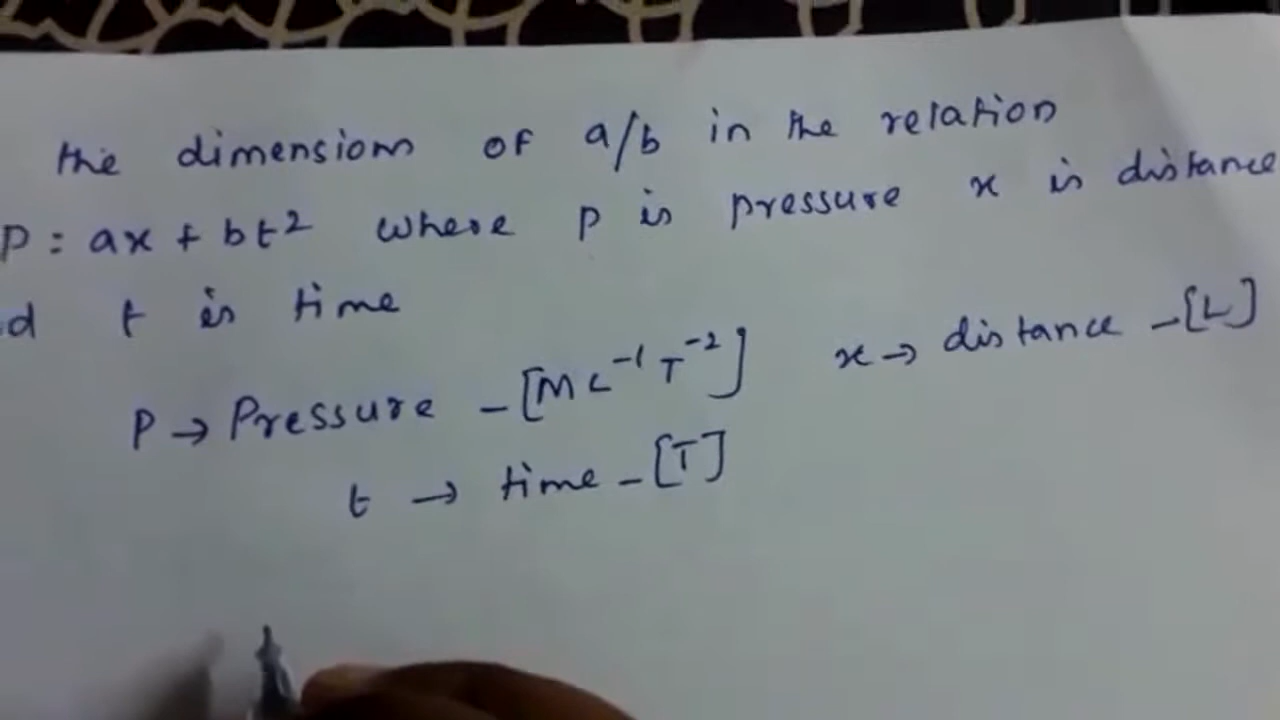 the dimensions of a/b in the relation
P = ax + bt² where P is pressure x is distance
d t is time
P → Pressure - [ML⁻¹T⁻²] x → distance - [L]
t → time - [T]